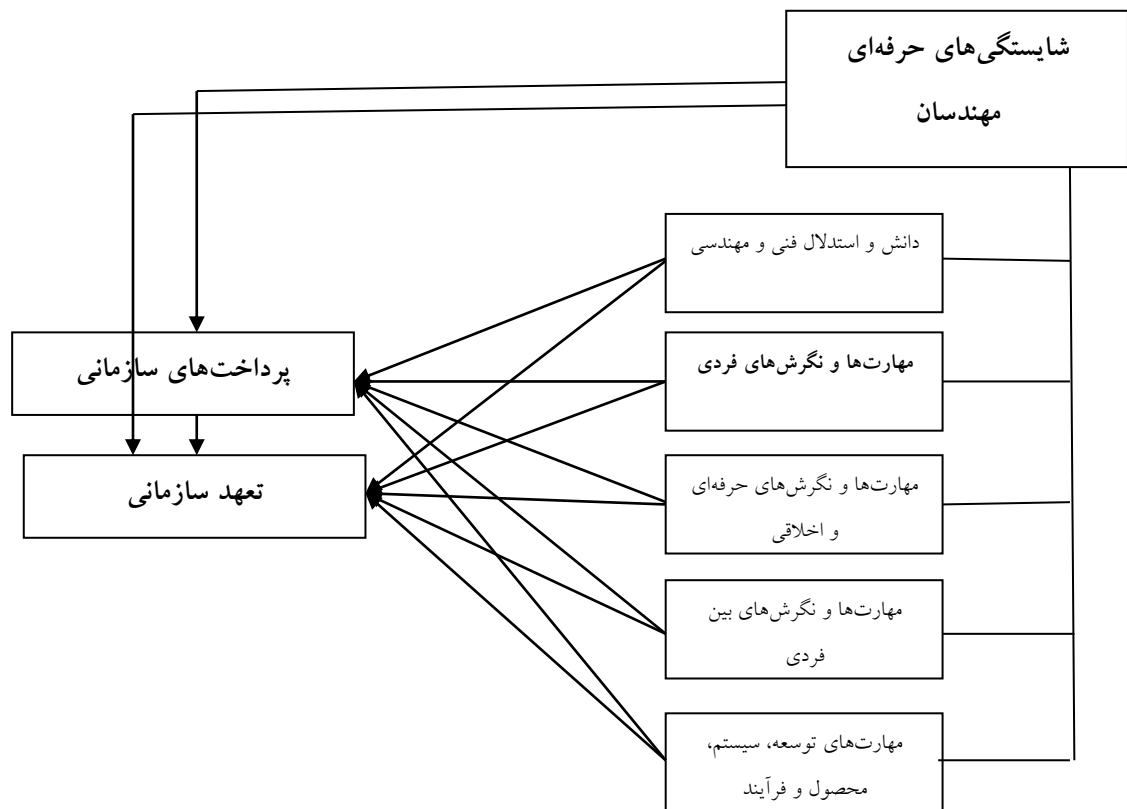 شایستگی‌های حرفه‌ای
مهندسان
دانش و استدلال فنی و مهندسی
پرداخت‌های سازمانی
مهارت‌ها و نگرش‌های فردی
تعهد سازمانی
مهارت‌ها و نگرش‌های حرفه‌ای
و اخلاقی
مهارت‌ها و نگرش‌های بین
فردی
مهارت‌های توسعه، سیستم،
محصول و فرآیند